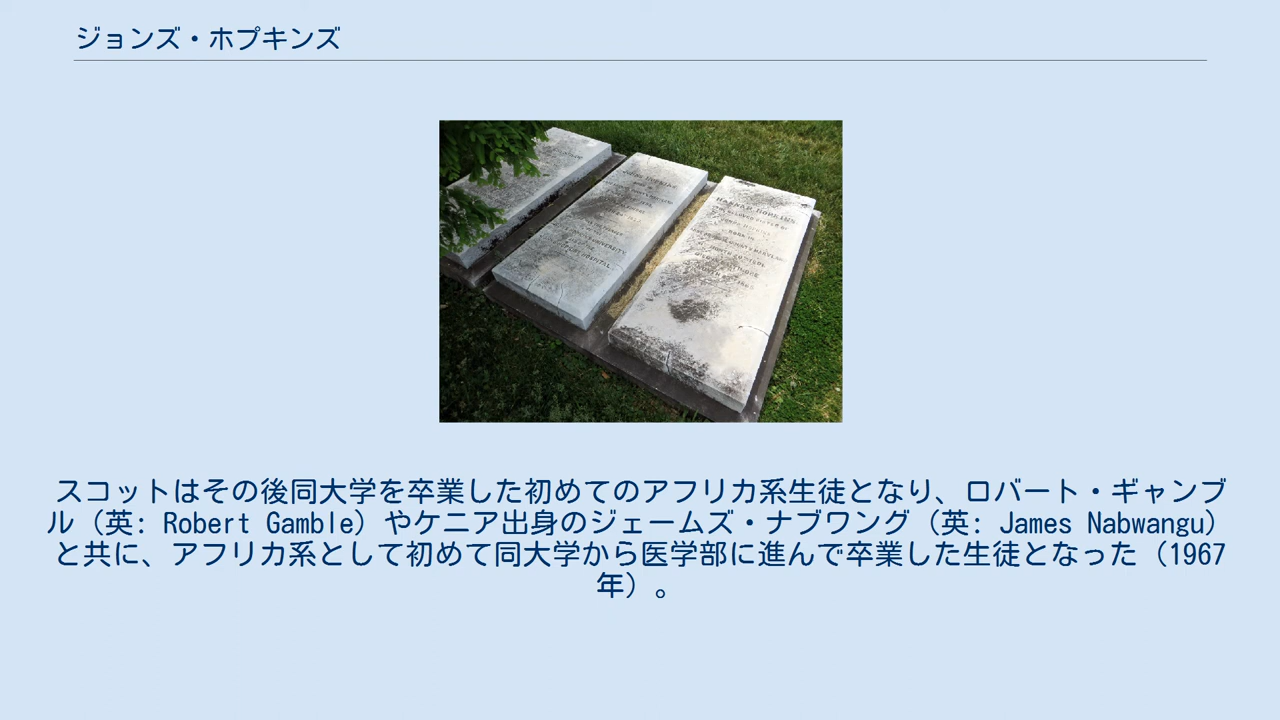 ジョンズ・ホプキンズ
HANNAH HOPKINS
BORN IN
スコットはその後同大学を卒業した初めてのアフリカ系生徒となり、ロバート・ギャンブ
ル（英: Robert Gamble）やケニア出身のジェームズ・ナブワング（英: James Nabwangu）
と共に、アフリカ系として初めて同大学から医学部に進んで卒業した生徒となった（1967
年）。